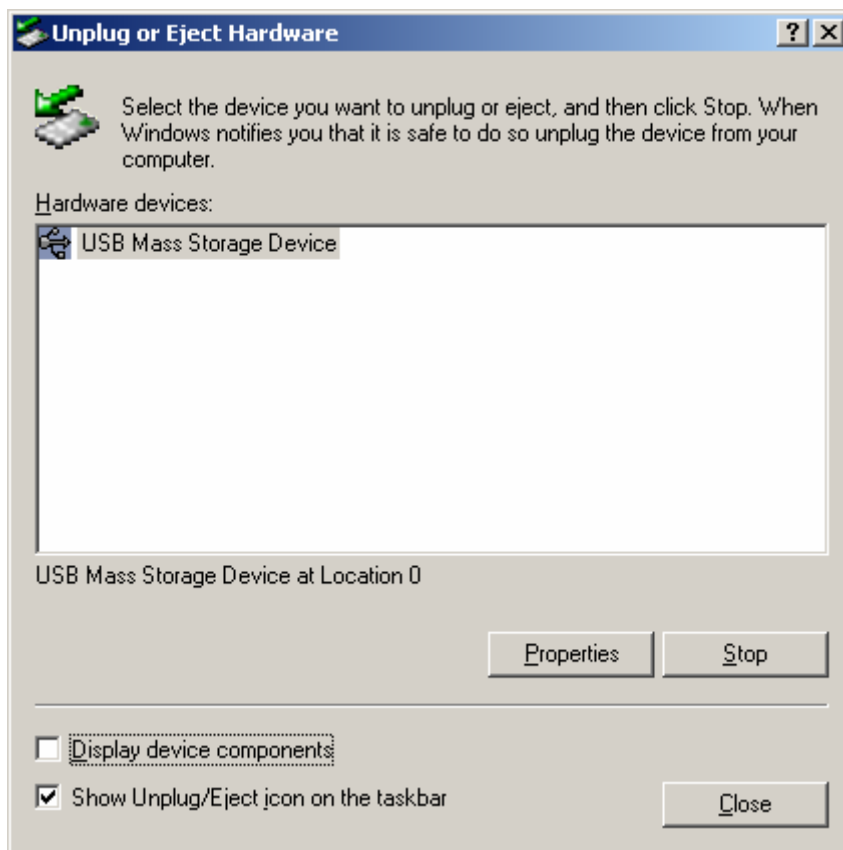 Unplug or Eject Hardware
Select the device you want to unplug or eject, and then click Stop. When
Windows notifies you that it is safe to do so unplug the device from your
computer.
Hardware devices:
USB Mass Storage Device
USB Mass Storage Device at Location 0
Properties Stop
Display device components
Show Unplug/Eject icon on the taskbar
Close